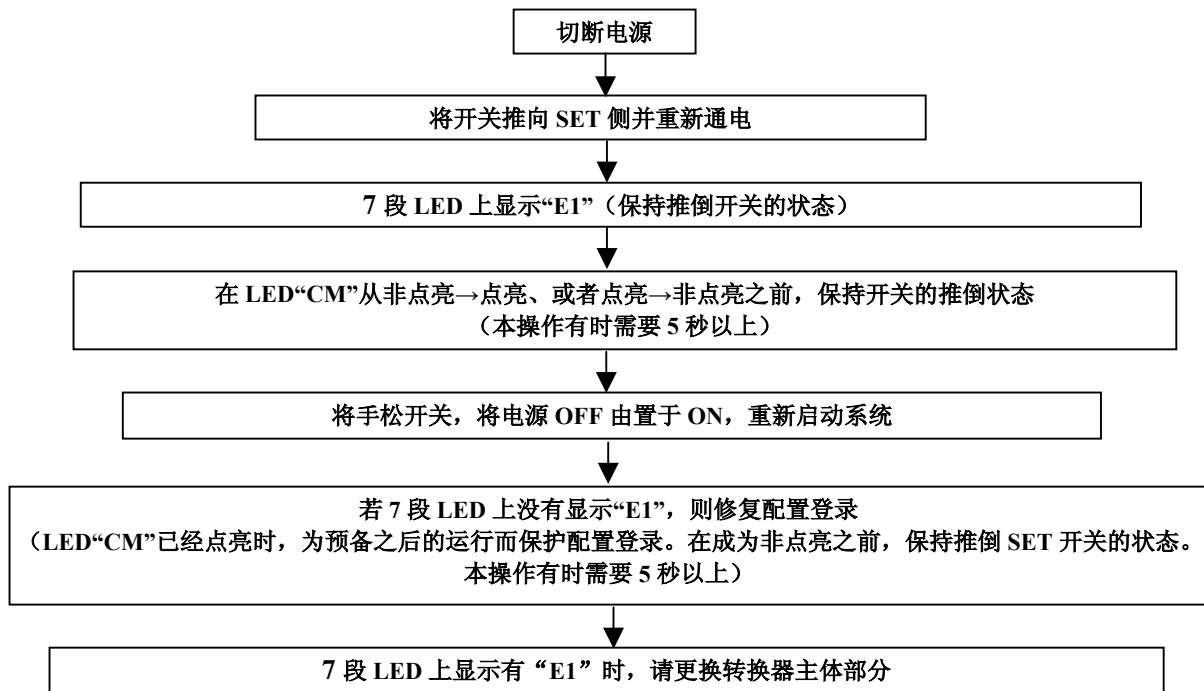 切断电源
将开关推向 SET 侧并重新通电
7 段 LED 上显示“E1”（保持推倒开关的状态）
在 LED“CM”从非点亮→点亮、或者点亮→非点亮之前，保持开关的推倒状态
（本操作有时需要 5 秒以上）
将手松开关，将电源 OFF 由置于 ON，重新启动系统
若 7 段 LED 上没有显示“E1”，则修复配置登录
（LED“CM”已经点亮时，为预备之后的运行而保护配置登录。在成为非点亮之前，保持推倒 SET 开关的状态。
本操作有时需要 5 秒以上）
7 段 LED 上显示有“E1”时，请更换转换器主体部分